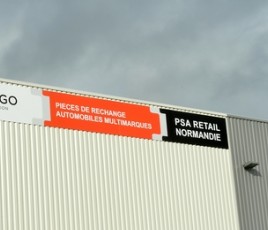 GO
PIECES DE RECHANGE
AUTOMOBILES MULTIMARQUES
PSA RETAIL
NORMANDIE